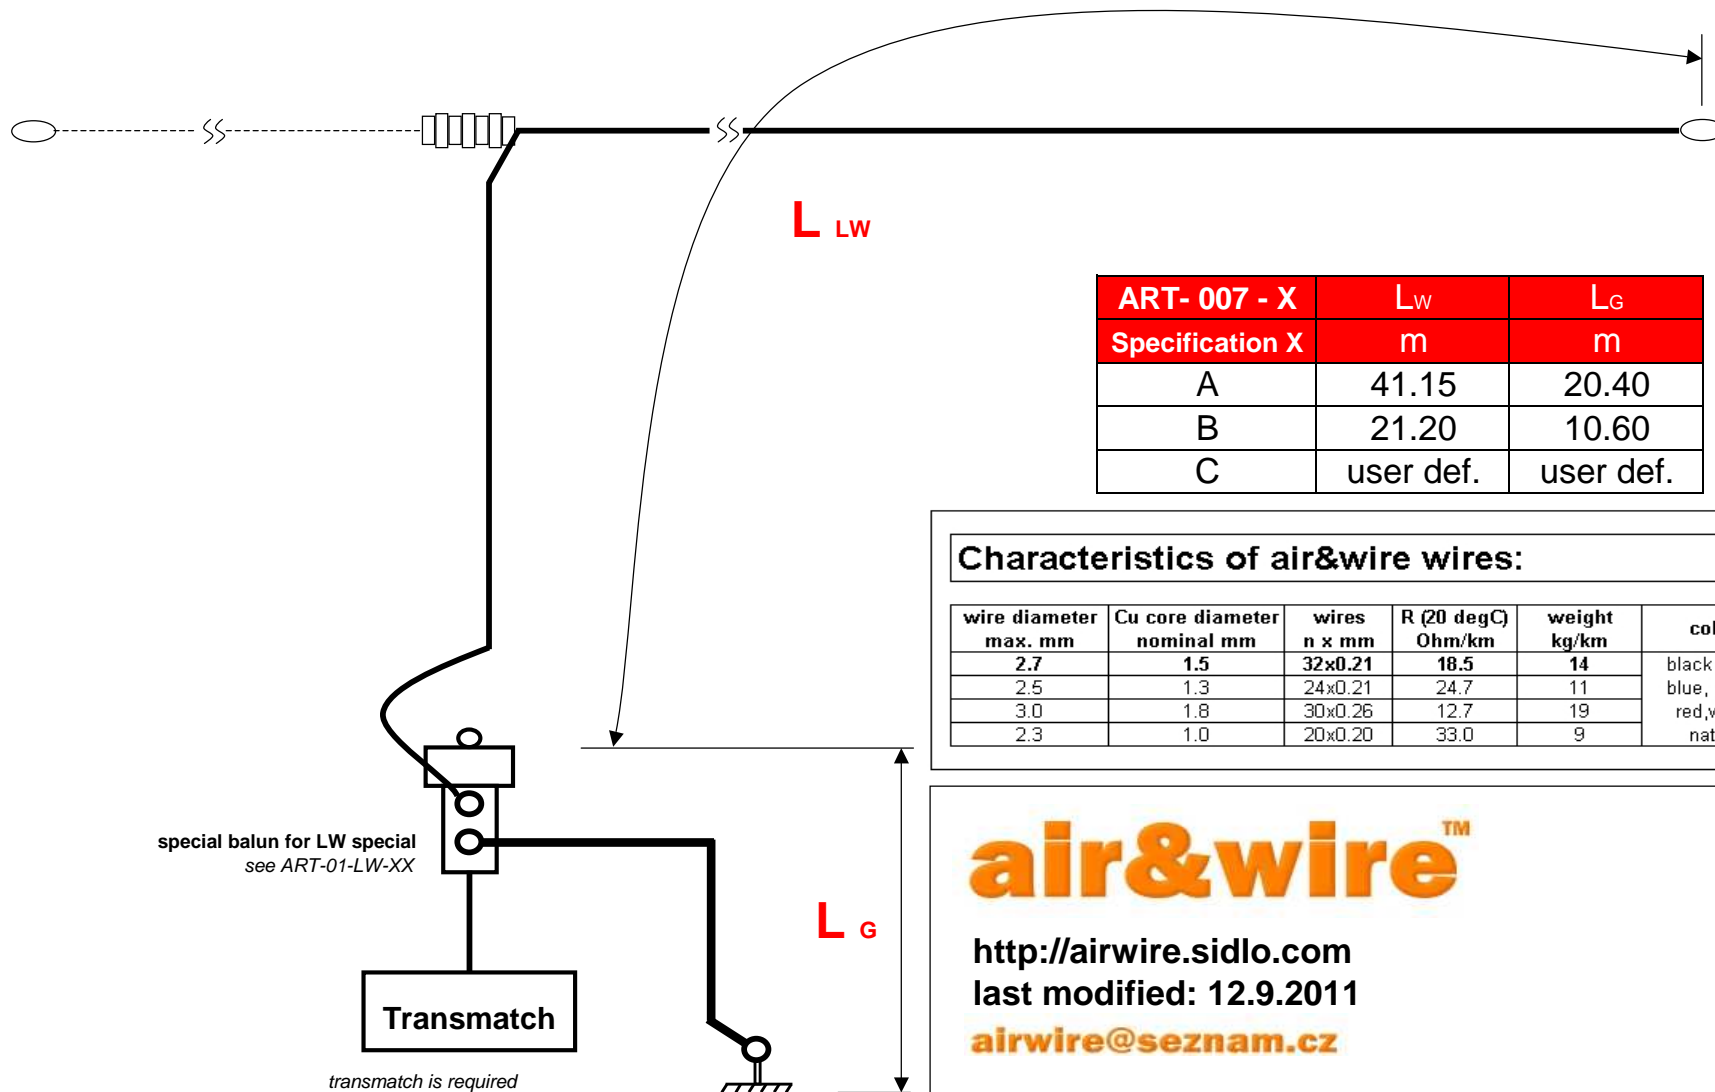 L LW
ART- 007 - X LW LG
Specification X m m
A 41.15 20.40
B 21.20 10.60
C user def. user def.
Characteristics of air&wire wires:
wire diameter Cu core diameter wires R (20 degC) weight
max. mm nominal mm n x mm Ohm/km kg/km
2.7 1.5 32x0.21 18.5 14 black
2.5 1.3 24x0.21 24.7 11 blue,
3.0 1.8 30x0.26 12.7 19
2.3 1.0 20x0.20 33.0 9
special balun for LW special
see ART-01-LW-XX
L G
Transmatch
transmatch is required
air&wire™
http://airwire.sidlo.com
last modified: 12.9.2011
airwire@seznam.cz